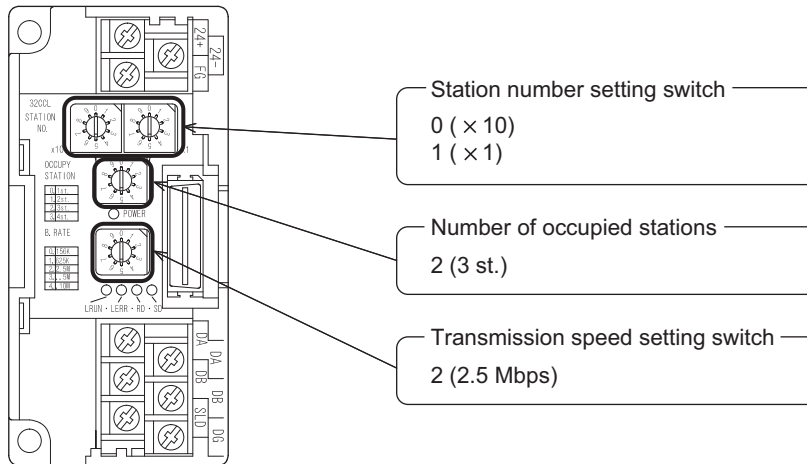 24+
24-
FG
32CCL
STATION
NO.
OCCUPY
STATION
0.1st.
1.2st.
2.3st.
3.4st.
POWER
B. RATE
0.156K
1.625K
2.2.5M
3..5M
4..10M
LRUN・LERR・RD・SD
DA
DA
DB
DB
SLD
DG
Station number setting switch
0 ( × 10)
1 ( × 1)
Number of occupied stations
2 (3 st.)
Transmission speed setting switch
2 (2.5 Mbps)